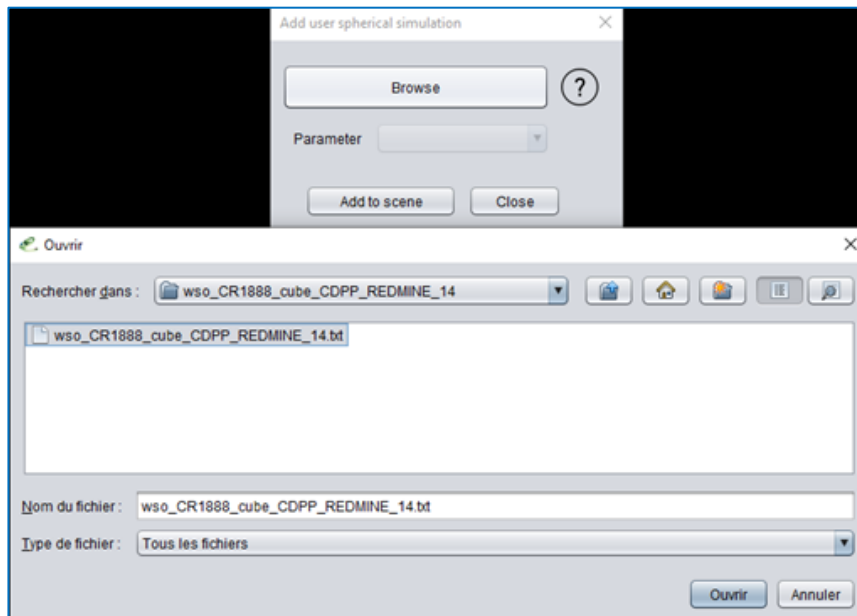 Add user spherical simulation
Browse
?
Parameter
Add to scene Close
Ouvrir
Rechercher dans : wso_CR1888_cube_CDPP_REDMINE_14
wso_CR1888_cube_CDPP_REDMINE_14.txt
Nom du fichier : wso_CR1888_cube_CDPP_REDMINE_14.txt
Type de fichier : Tous les fichiers
Ouvrir Annuler